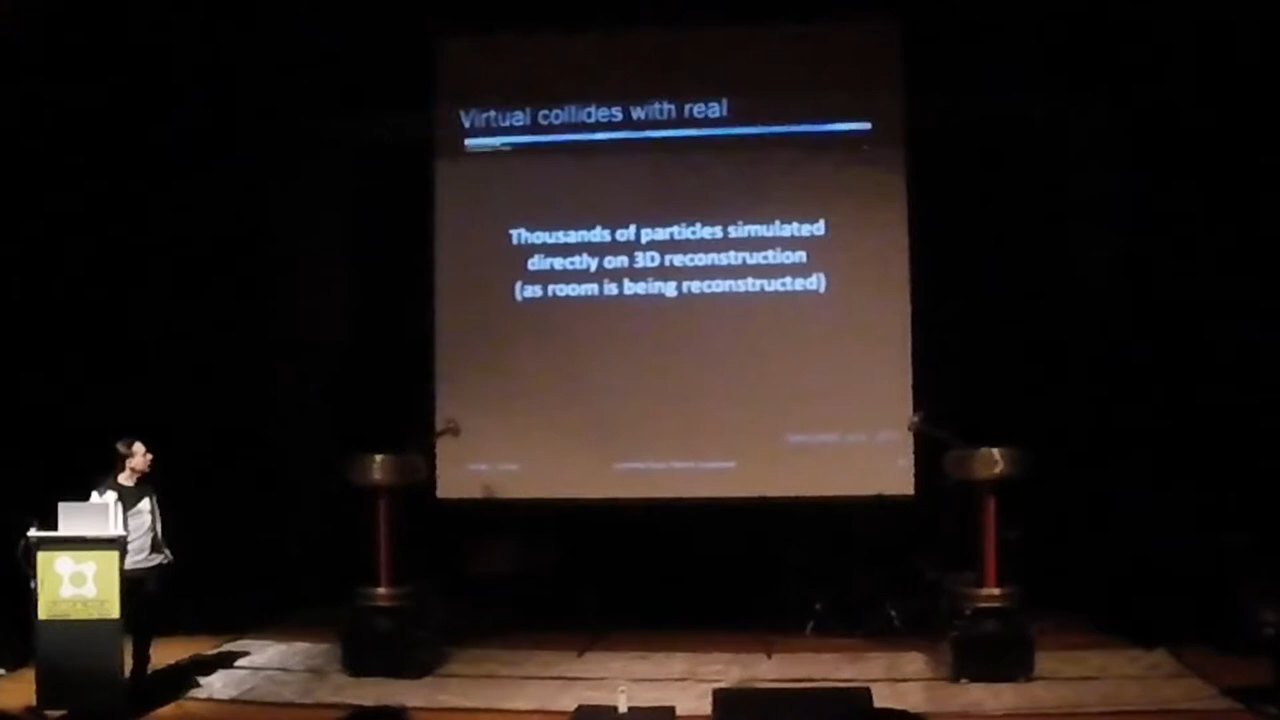 Virtual collides with real
Thousands of particles simulated
directly on 3D reconstruction
(as room is being reconstructed)